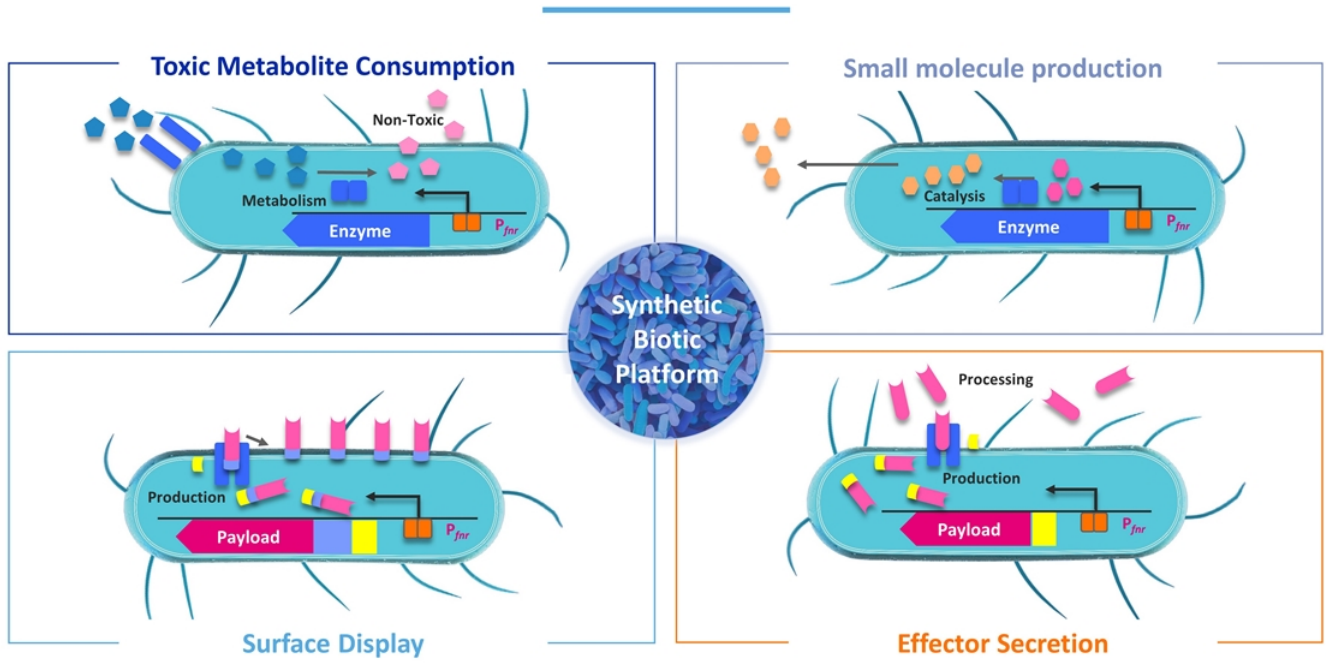 Toxic Metabolite Consumption
Non-Toxic
Metabolism
Enzyme
Pfnr
Small molecule production
Catalysis
Enzyme
Pfnr
Synthetic
Biotic
Platform
Production
Payload
Pfnr
Surface Display
Processing
Production
Payload
Pfnr
Effector Secretion